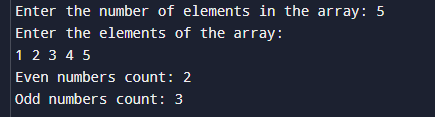 Enter the number of elements in the array: 5
Enter the elements of the array:
1 2 3 4 5
Even numbers count: 2
Odd numbers count: 3